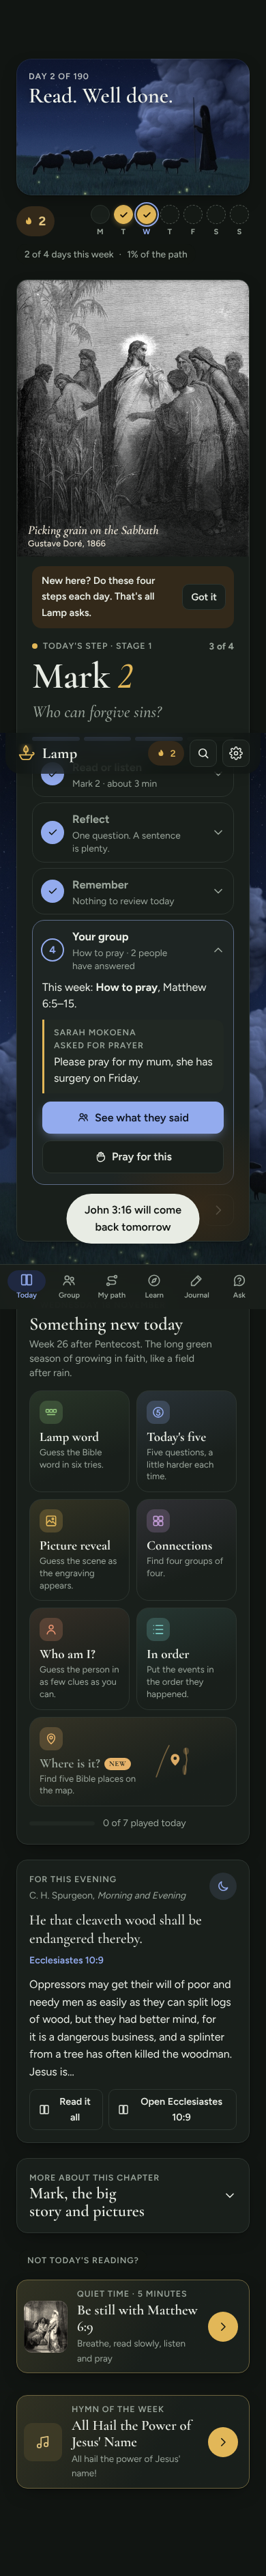 DAY 2 OF 190
Read. Well done.
2
M T W T F S S
2 of 4 days this week · 1% of the path
Picking grain on the Sabbath
Gustave Doré, 1866
New here? Do these four
steps each day. That's all
Lamp asks.
Got it
TODAY'S STEP · STAGE 1
3 of 4
Mark 2
Who can forgive sins?
Lamp
2
Read or listen
Mark 2 · about 3 min
Reflect
One question. A sentence
is plenty.
Remember
Nothing to review today
4
Your group
How to pray · 2 people
have answered
This week: How to pray, Matthew
6:5–15.
SARAH MOKOENA
ASKED FOR PRAYER
Please pray for my mum, she has
surgery on Friday.
See what they said
Pray for this
John 3:16 will come
back tomorrow
Today
Group
My path
Learn
Journal
Ask
Something new today
Week 26 after Pentecost. The long green
season of growing in faith, like a field
after rain.
Lamp word
Guess the Bible
word in six tries.
Today's five
Five questions, a
little harder each
time.
Picture reveal
Guess the scene as
the engraving
appears.
Connections
Find four groups of
four.
Who am I?
Guess the person in
as few clues as you
can.
In order
Put the events in
the order they
happened.
Where is it? NEW
Find five Bible places on
the map.
0 of 7 played today
FOR THIS EVENING
C. H. Spurgeon, Morning and Evening
He that cleaveth wood shall be
endangered thereby.
Ecclesiastes 10:9
Oppressors may get their will of poor and
needy men as easily as they can split logs
of wood, but they had better mind, for
it is a dangerous business, and a splinter
from a tree has often killed the woodman.
Jesus is…
Read it
all
Open Ecclesiastes
10:9
MORE ABOUT THIS CHAPTER
Mark, the big
story and pictures
NOT TODAY'S READING?
QUIET TIME · 5 MINUTES
Be still with Matthew
6:9
Breathe, read slowly, listen
and pray
HYMN OF THE WEEK
All Hail the Power of
Jesus' Name
All hail the power of Jesus'
name!